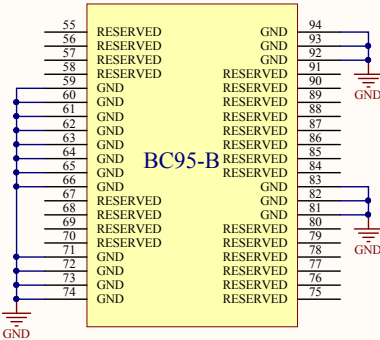 55 RESERVED GND 94
56 RESERVED GND 93
57 RESERVED GND 92
58 RESERVED RESERVED 91
59 GND RESERVED 90
60 GND RESERVED 89
61 GND RESERVED 88
62 GND RESERVED 87
63 GND RESERVED 86
64 GND RESERVED 85
65 GND RESERVED 84
66 GND GND 83
67 RESERVED GND 82
68 RESERVED GND 81
69 RESERVED RESERVED 80
70 RESERVED RESERVED 79
71 GND RESERVED 78
72 GND RESERVED 77
73 GND RESERVED 76
74 GND RESERVED 75
BC95-B
GND
GND
GND